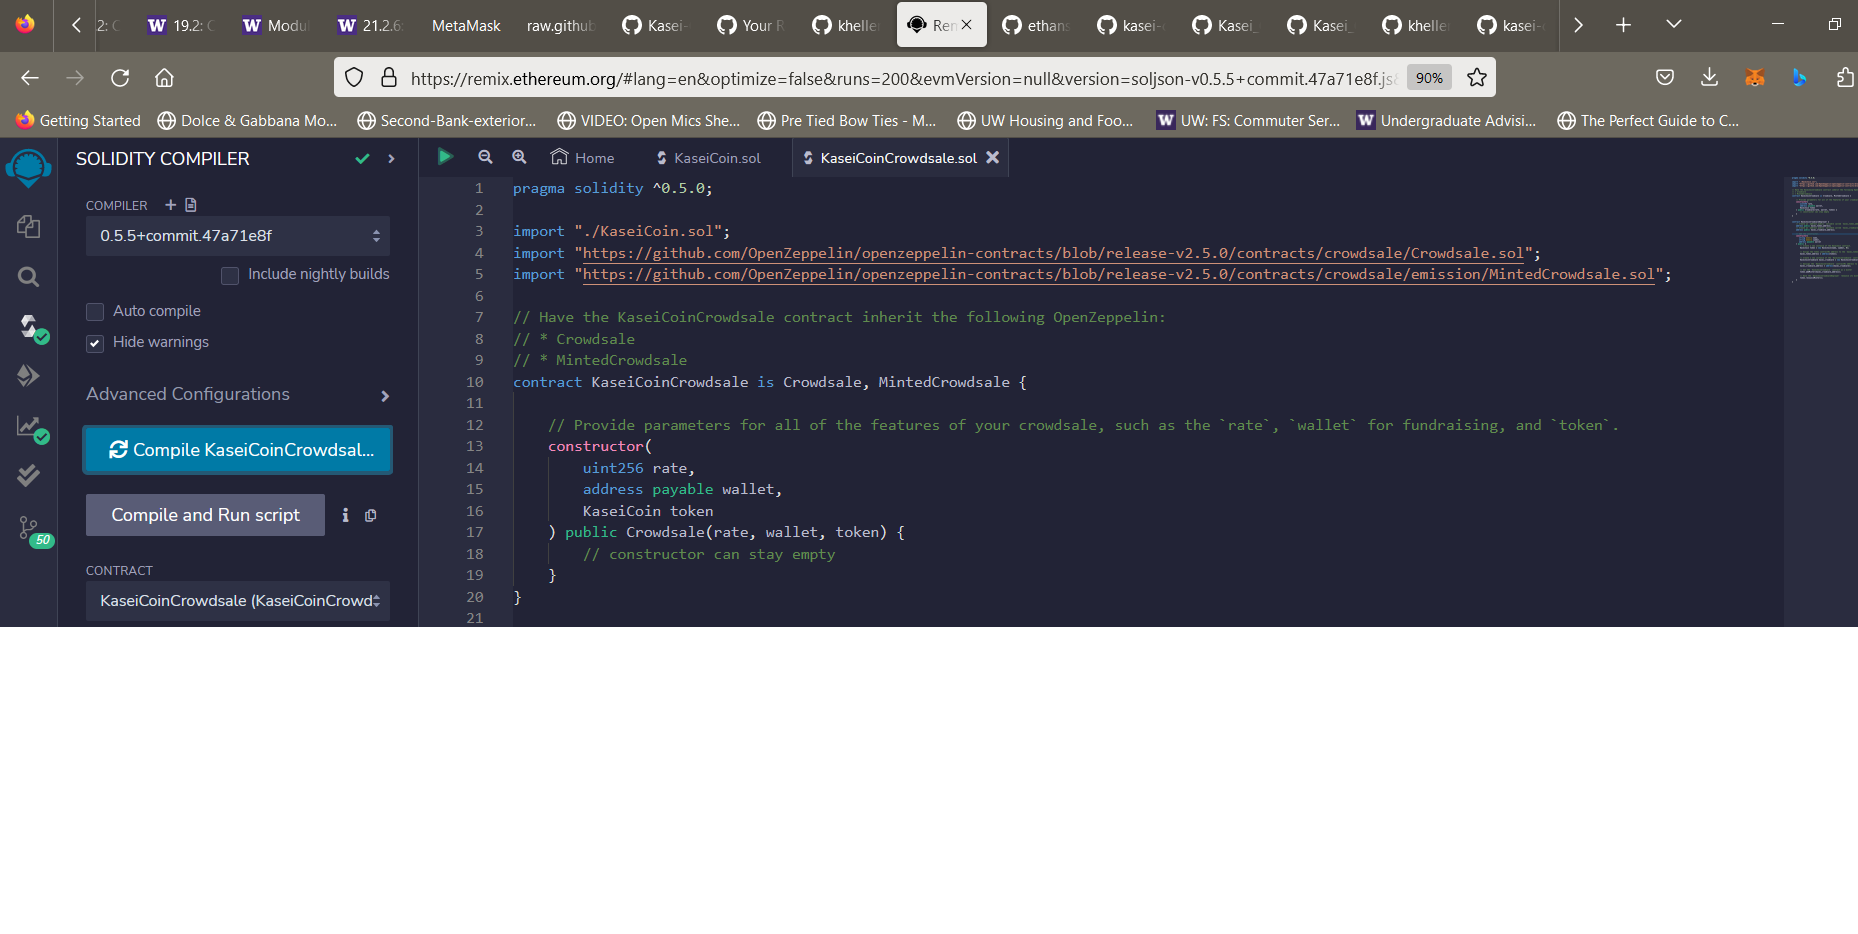 19.2: C
Modul
21.2.6:
MetaMask
raw.github
Kasei-
Your R
kheller
Rem
ethans
kasei-c
Kasei_
Kasei_
kheller
kasei-c
https://remix.ethereum.org/#lang=en&optimize=false&runs=200&evmVersion=null&version=soljson-v0.5.5+commit.47a71e8f.js
90%
Getting Started
Dolce & Gabbana Mo...
Second-Bank-exterior...
VIDEO: Open Mics She...
Pre Tied Bow Ties - M...
UW Housing and Foo...
UW: FS: Commuter Ser...
Undergraduate Advisi...
The Perfect Guide to C...
SOLIDITY COMPILER
COMPILER
0.5.5+commit.47a71e8f
Include nightly builds
Auto compile
Hide warnings
Advanced Configurations
Compile KaseiCoinCrowdsal...
Compile and Run script
CONTRACT
KaseiCoinCrowdsale (KaseiCoinCrowd
50
Home
KaseiCoin.sol
KaseiCoinCrowdsale.sol
1 pragma solidity ^0.5.0;
2
3 import "./KaseiCoin.sol";
4 import "https://github.com/OpenZeppelin/openzeppelin-contracts/blob/release-v2.5.0/contracts/crowdsale/Crowdsale.sol";
5 import "https://github.com/OpenZeppelin/openzeppelin-contracts/blob/release-v2.5.0/contracts/crowdsale/emission/MintedCrowdsale.sol";
6
7 // Have the KaseiCoinCrowdsale contract inherit the following OpenZeppelin:
8 // * Crowdsale
9 // * MintedCrowdsale
10 contract KaseiCoinCrowdsale is Crowdsale, MintedCrowdsale {
11
12 // Provide parameters for all of the features of your crowdsale, such as the `rate`, `wallet` for fundraising, and `token`.
13 constructor(
14 uint256 rate,
15 address payable wallet,
16 KaseiCoin token
17 ) public Crowdsale(rate, wallet, token) {
18 // constructor can stay empty
19 }
20 }
21